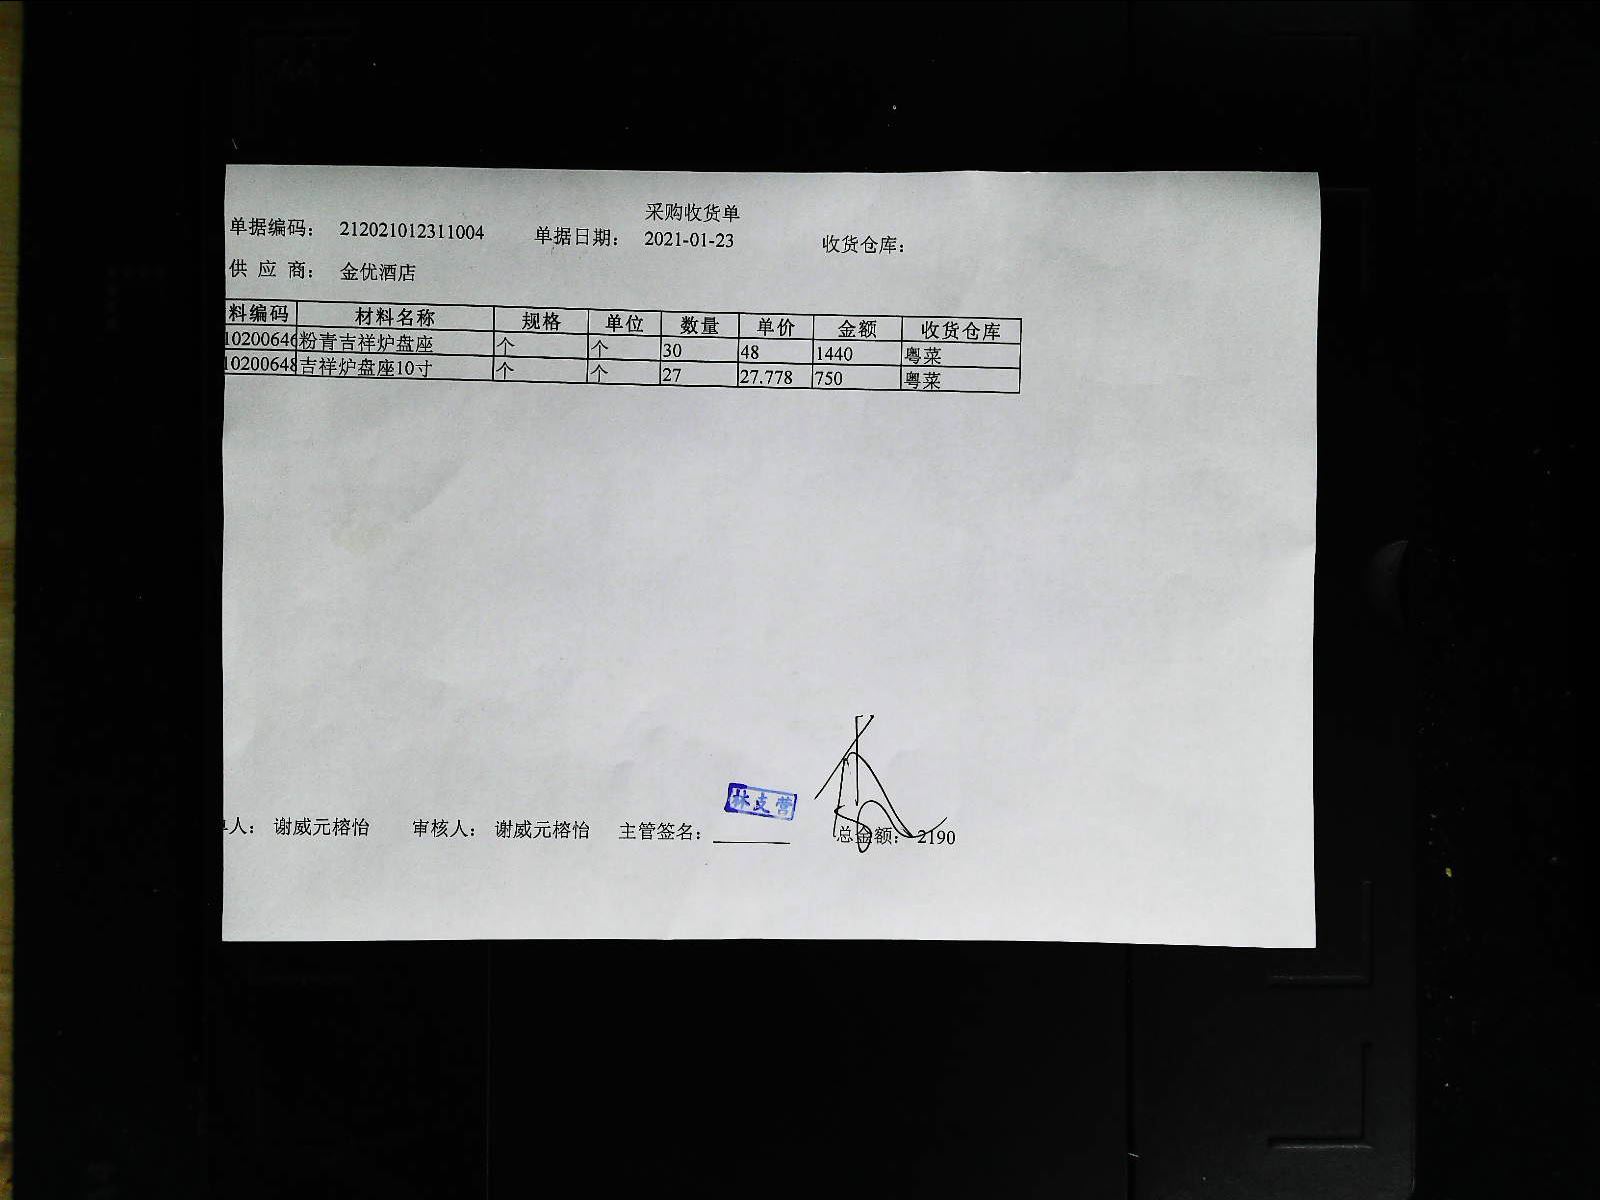 采购收货单
单据编码： 212021012311004 单据日期： 2021-01-23 收货仓库：
供 应 商： 金优酒店
料编码 材料名称 规格 单位 数量 单价 金额 收货仓库
10200646 粉青吉祥炉盘座 个 个 30 48 1440 粤菜
10200648 吉祥炉盘座10寸 个 个 27 27.778 750 粤菜
林支营
人： 谢威元榕怡 审核人： 谢威元榕怡 主管签名： 总金额： 2190